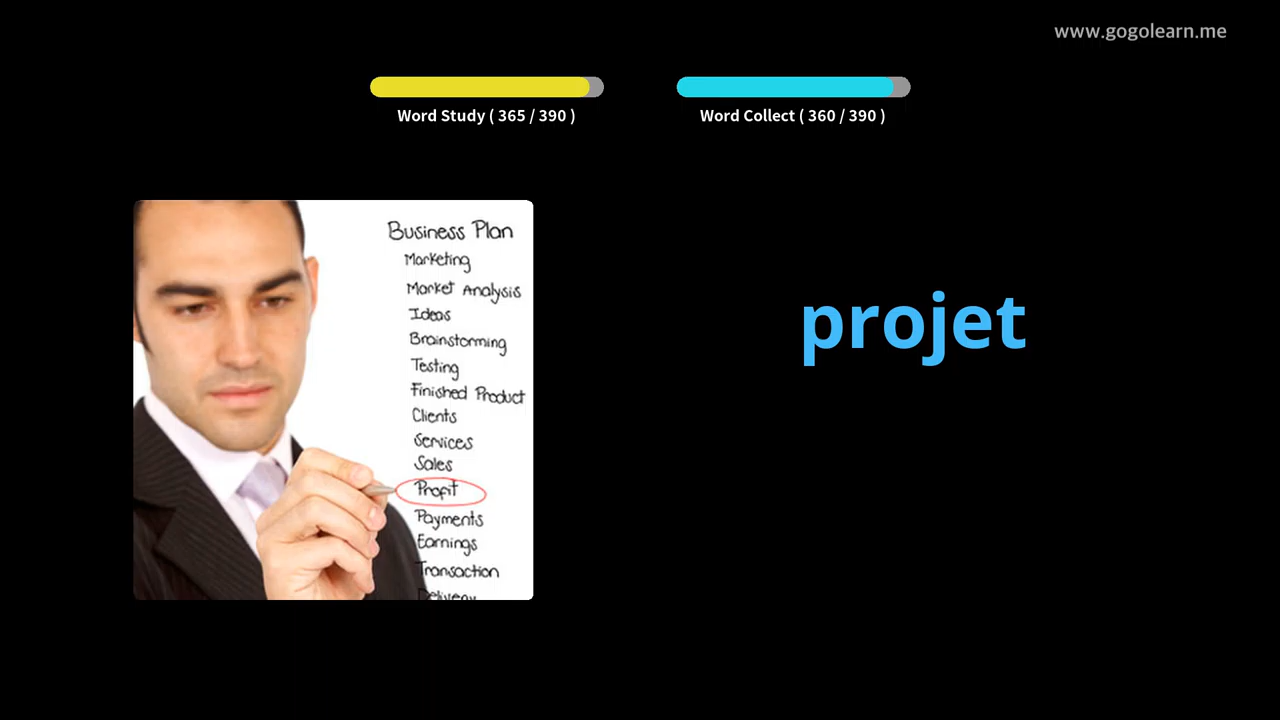 www.gogolearn.me
Word Study ( 365 / 390 )
Word Collect ( 360 / 390 )
Business Plan
Marketing
Market Analysis
Ideas
Brainstorming
Testing
Finished Product
Clients
Services
Sales
Profit
Payments
Earnings
Transaction
Delivery
projet